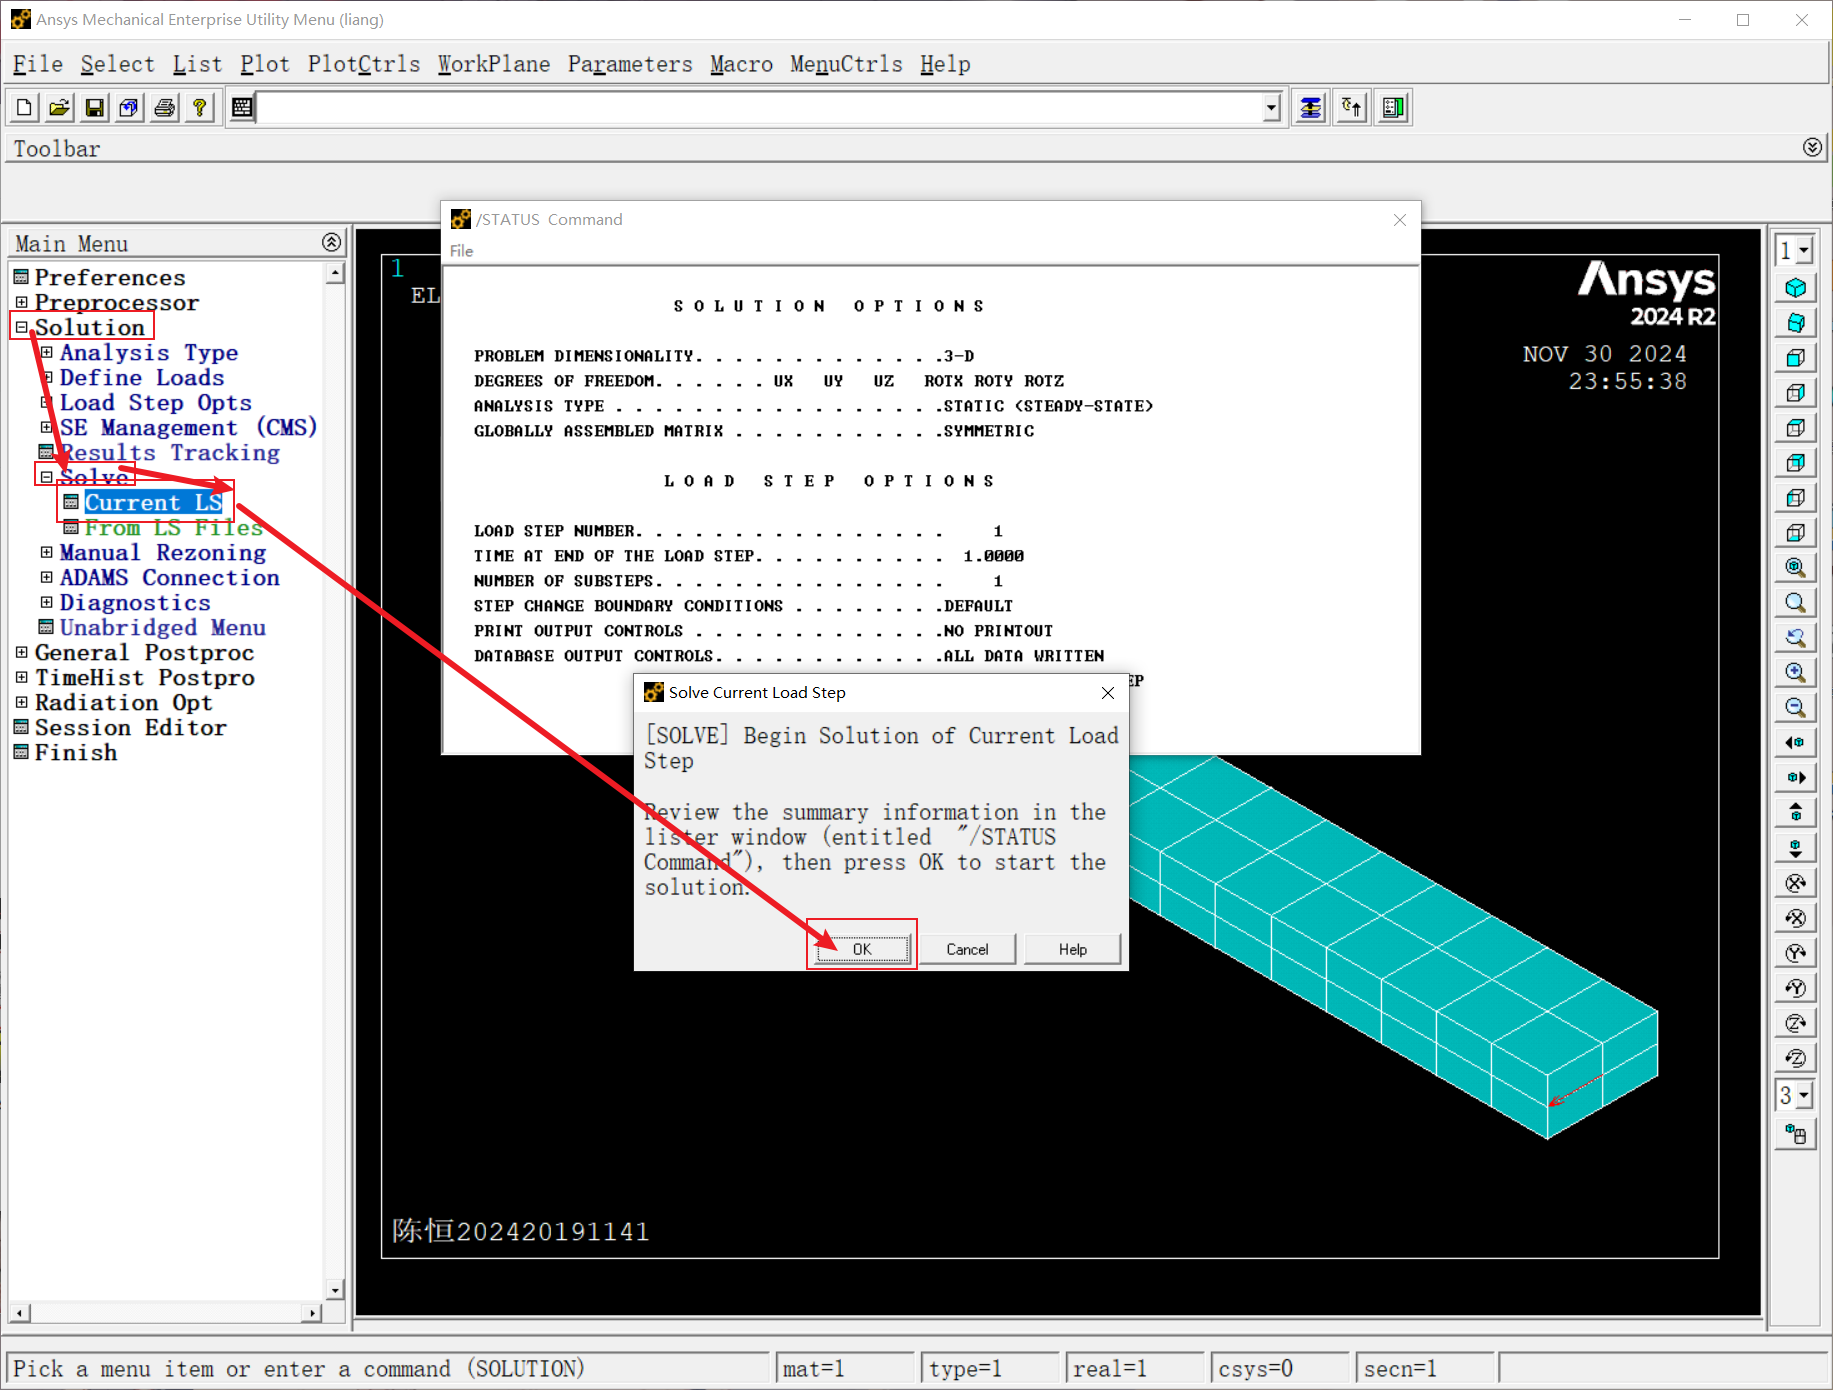 Ansys Mechanical Enterprise Utility Menu (liang)
File Select List Plot PlotCtrls WorkPlane Parameters Macro MenuCtrls Help
Toolbar
Main Menu
Preferences
Preprocessor
Solution
Analysis Type
Define Loads
Load Step Opts
SE Management (CMS)
Results Tracking
Solve
Current LS
From LS Files
Manual Rezoning
ADAMS Connection
Diagnostics
Unabridged Menu
General Postproc
TimeHist Postpro
Radiation Opt
Session Editor
Finish
1
EL
/STATUS Command
File
S O L U T I O N   O P T I O N S
PROBLEM DIMENSIONALITY. . . . . . . . . . . . .3-D
DEGREES OF FREEDOM. . . . . . UX   UY   UZ   ROTX ROTY ROTZ
ANALYSIS TYPE . . . . . . . . . . . . . . . . .STATIC (STEADY-STATE)
GLOBALLY ASSEMBLED MATRIX . . . . . . . . . . .SYMMETRIC
L O A D   S T E P   O P T I O N S
LOAD STEP NUMBER. . . . . . . . . . . . . . . .     1
TIME AT END OF THE LOAD STEP. . . . . . . . . .  1.0000
NUMBER OF SUBSTEPS. . . . . . . . . . . . . . .     1
STEP CHANGE BOUNDARY CONDITIONS . . . . . . . .DEFAULT
PRINT OUTPUT CONTROLS . . . . . . . . . . . . .NO PRINTOUT
DATABASE OUTPUT CONTROLS. . . . . . . . . . . .ALL DATA WRITTEN
EP
Solve Current Load Step
[SOLVE] Begin Solution of Current Load
Step
Review the summary information in the
lister window (entitled "/STATUS
Command"), then press OK to start the
solution.
OK Cancel Help
Ansys
2024 R2
NOV 30 2024
23:55:38
陈恒202420191141
1
3
Pick a menu item or enter a command (SOLUTION)
mat=1
type=1
real=1
csys=0
secn=1